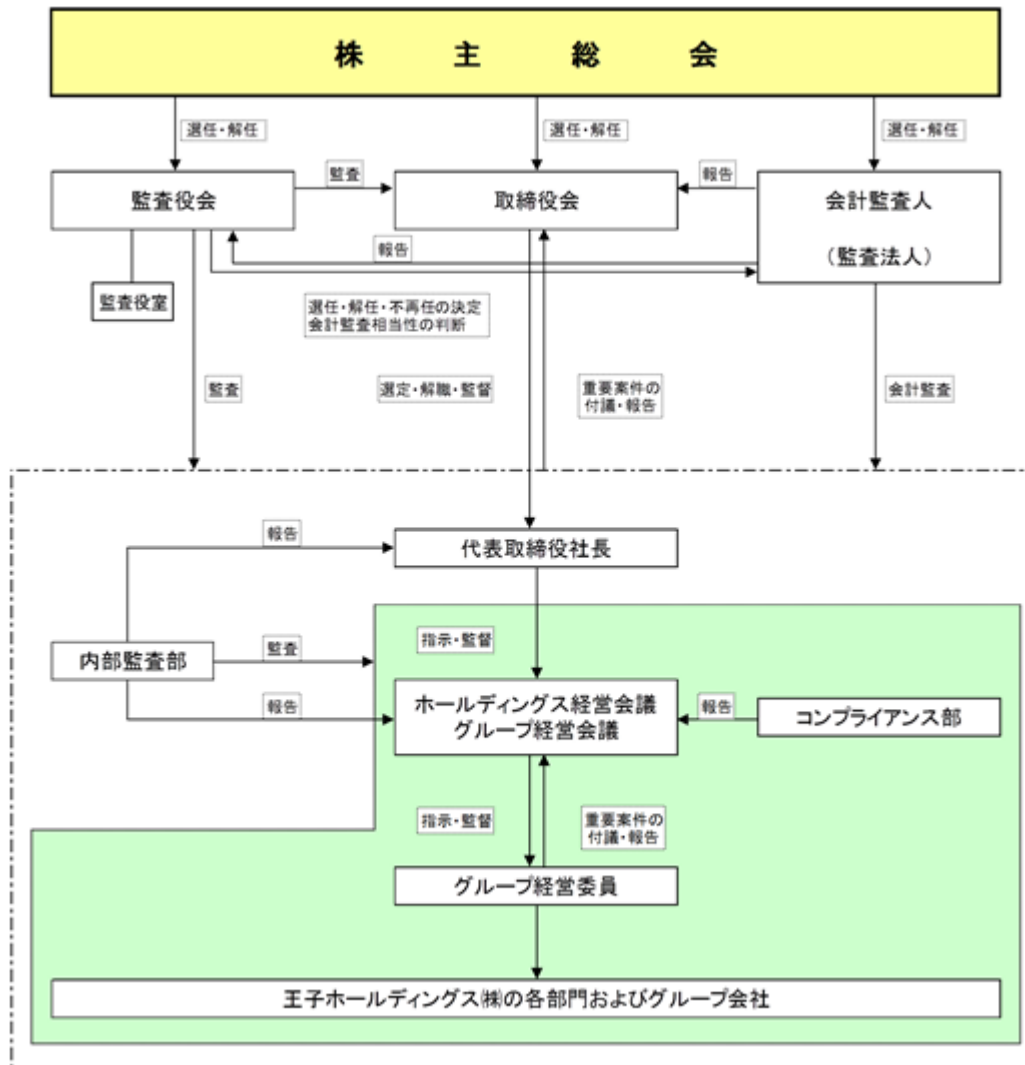 株主総会
選任・解任
選任・解任
選任・解任
監査役会
監査
取締役会
報告
会計監査人
（監査法人）
報告
監査役室
選任・解任・不再任の決定
会計監査相当性の判断
監査
選定・解職・監督
重要案件の
付議・報告
会計監査
報告
代表取締役社長
指示・監督
内部監査部
監査
報告
ホールディングス経営会議
グループ経営会議
報告
コンプライアンス部
指示・監督
重要案件の
付議・報告
グループ経営委員
王子ホールディングス㈱の各部門およびグループ会社